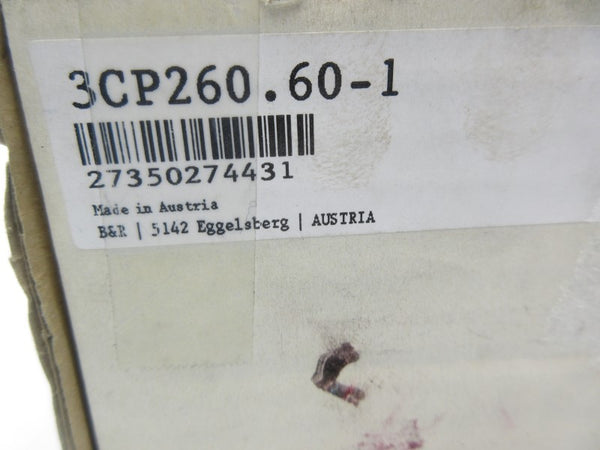 3CP260.60-1
27350274431
Made in Austria
B&R | 5142 Eggelsberg | AUSTRIA